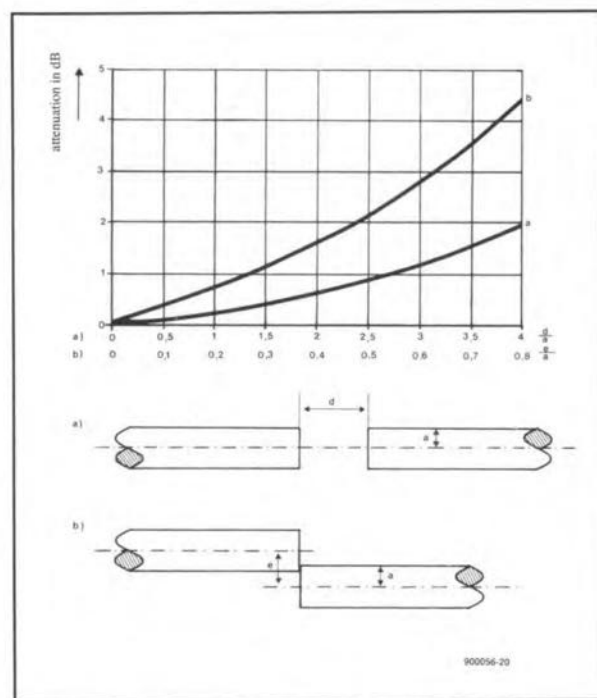 attenuation in dB
5
4
3
2
1
0
b
a
a) 0 0,5 1 1,5 2 2,5 3 3,5 4 d/a
b) 0 0,1 0,2 0,3 0,4 0,5 0,6 0,7 0,8 e/a
d
a)
a
b)
e
a
900056-20